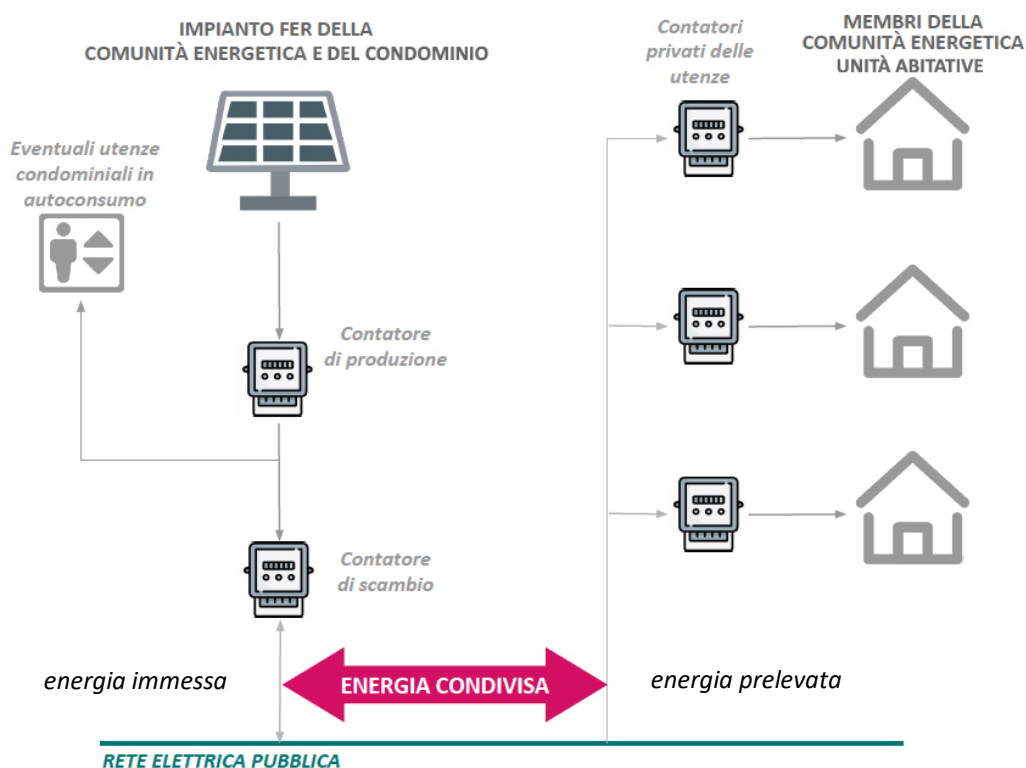 IMPIANTO FER DELLA
COMUNITÀ ENERGETICA E DEL CONDOMINIO
Contatori
privati delle
utenze
MEMBRI DELLA
COMUNITÀ ENERGETICA
UNITÀ ABITATIVE
Eventuali utenze
condominiali in
autoconsumo
Contatore
di produzione
Contatore
di scambio
energia immessa
ENERGIA CONDIVISA
energia prelevata
RETE ELETTRICA PUBBLICA